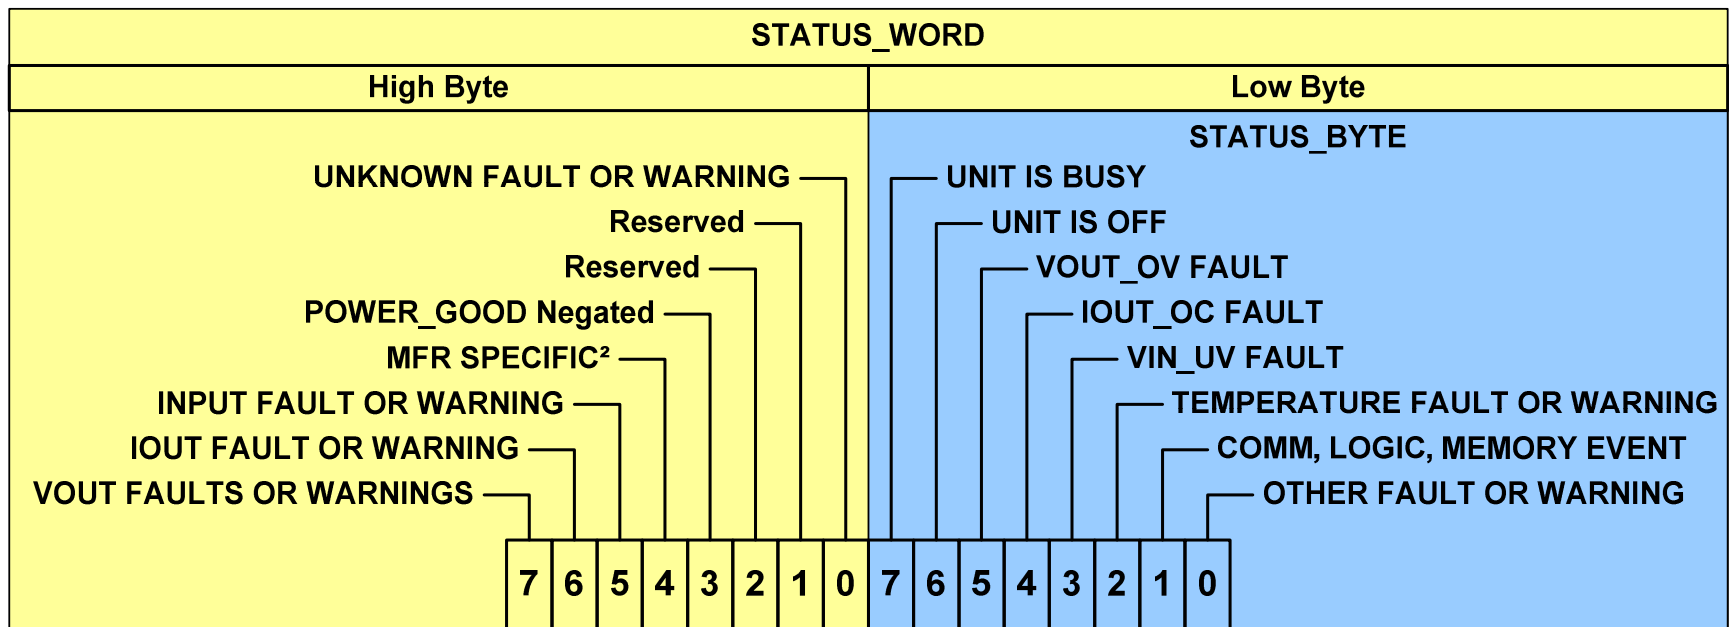 STATUS_WORD
High Byte
Low Byte
STATUS_BYTE
UNKNOWN FAULT OR WARNING
UNIT IS BUSY
Reserved
UNIT IS OFF
Reserved
VOUT_OV FAULT
POWER_GOOD Negated
IOUT_OC FAULT
MFR SPECIFIC²
VIN_UV FAULT
INPUT FAULT OR WARNING
TEMPERATURE FAULT OR WARNING
IOUT FAULT OR WARNING
COMM, LOGIC, MEMORY EVENT
VOUT FAULTS OR WARNINGS
OTHER FAULT OR WARNING
7 6 5 4 3 2 1 0 7 6 5 4 3 2 1 0